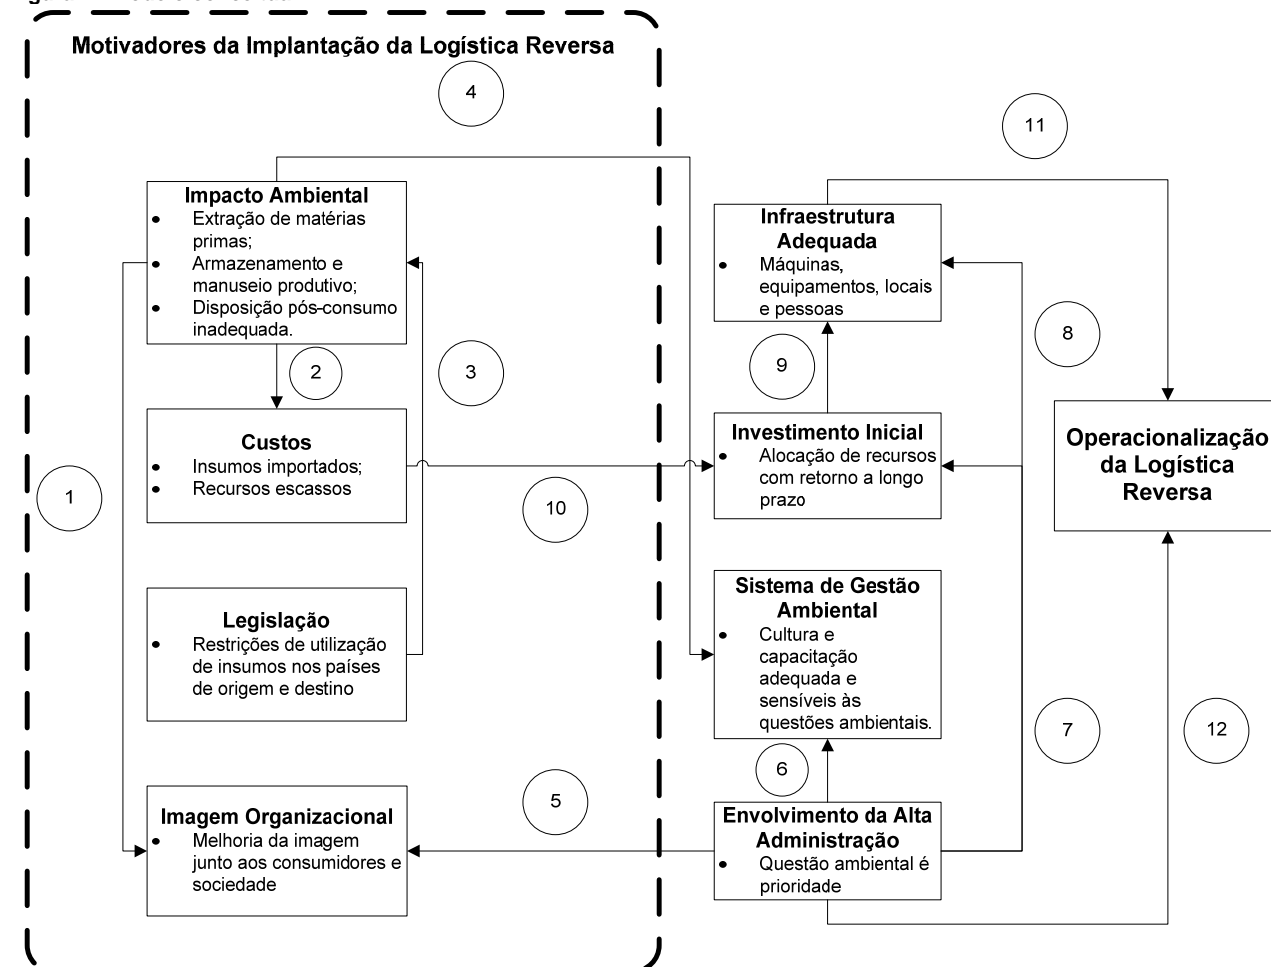 Motivadores da Implantação da Logística Reversa
4
11
Impacto Ambiental
• Extração de matérias
primas;
• Armazenamento e
manuseio produtivo;
• Disposição pós-consumo
inadequada.
Infraestrutura
Adequada
• Máquinas,
equipamentos, locais
e pessoas
2
3
9
8
Custos
• Insumos importados;
• Recursos escassos
Investimento Inicial
• Alocação de recursos
com retorno a longo
prazo
Operacionalização
da Logística
Reversa
1
10
Legislação
• Restrições de utilização
de insumos nos países
de origem e destino
Sistema de Gestão
Ambiental
• Cultura e
capacitação
adequada e
sensíveis às
questões ambientais.
7
12
6
5
Imagem Organizacional
• Melhoria da imagem
junto aos consumidores e
sociedade
Envolvimento da Alta
Administração
• Questão ambiental é
prioridade